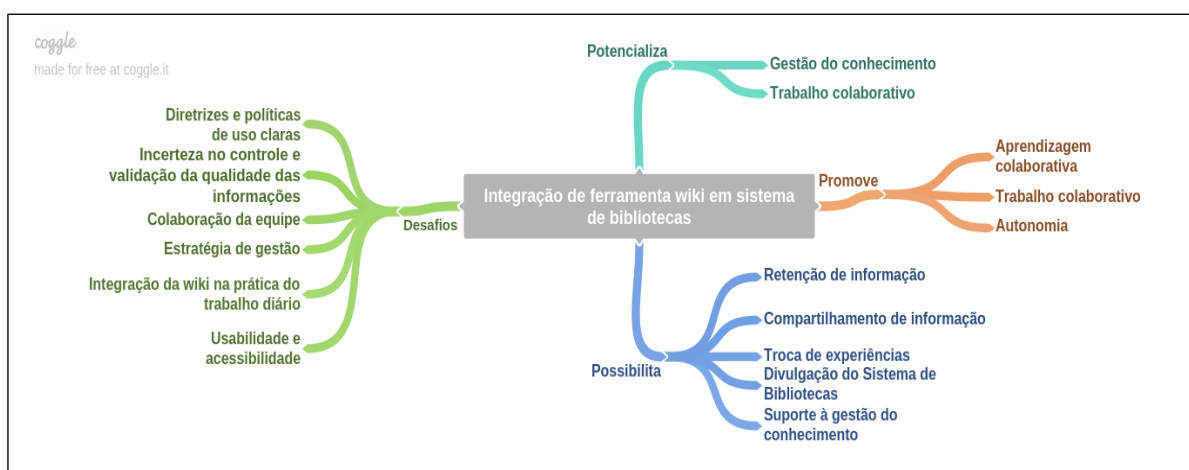 coggle
made for free at coggle.it
Potencializa
Gestão do conhecimento
Trabalho colaborativo
Diretrizes e políticas
de uso claras
Incerteza no controle e
validação da qualidade das
informações
Colaboração da equipe
Estratégia de gestão
Integração da wiki na prática do
trabalho diário
Usabilidade e
acessibilidade
Desafios
Integração de ferramenta wiki em sistema
de bibliotecas
Promove
Aprendizagem
colaborativa
Trabalho colaborativo
Autonomia
Possibilita
Retenção de informação
Compartilhamento de informação
Troca de experiências
Divulgação do Sistema de
Bibliotecas
Suporte à gestão do
conhecimento